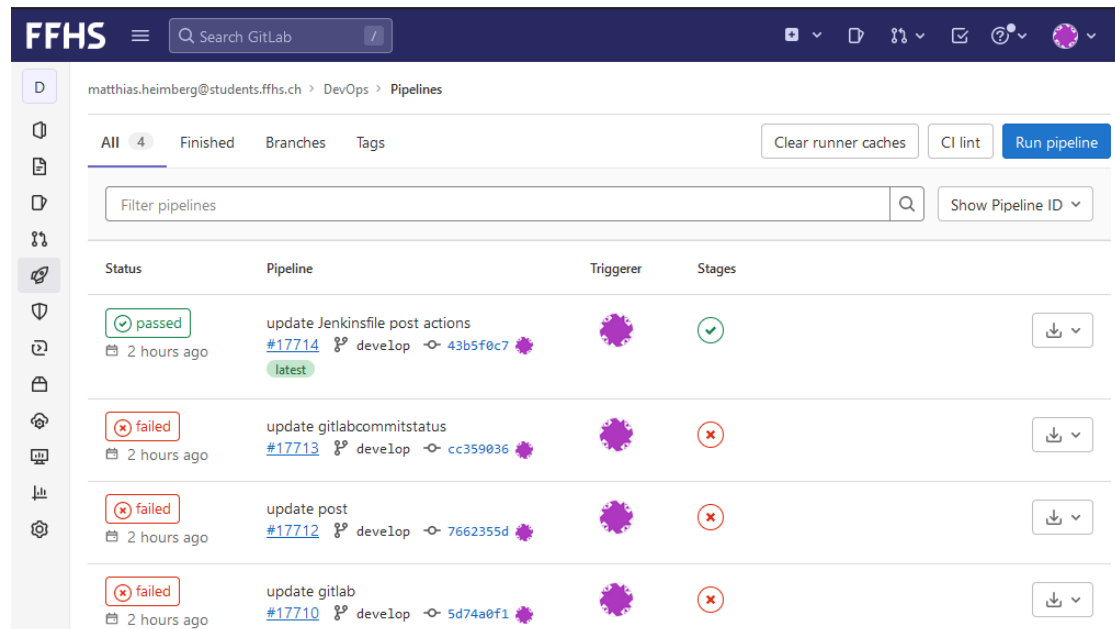 FFHS Search GitLab /
D
matthias.heimberg@students.ffhs.ch > DevOps > Pipelines
All 4 Finished Branches Tags Clear runner caches CI lint Run pipeline
Filter pipelines Show Pipeline ID
Status Pipeline Triggerer Stages
passed update Jenkinsfile post actions
2 hours ago #17714 develop 43b5f0c7
latest
failed update gitlabcommitstatus
2 hours ago #17713 develop cc359036
failed update post
2 hours ago #17712 develop 7662355d
failed update gitlab
2 hours ago #17710 develop 5d74a0f1